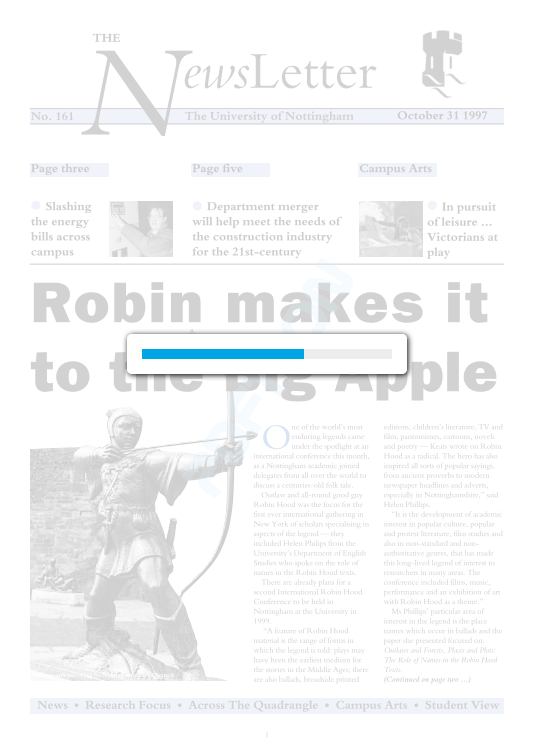 THE
NewsLetter
No. 161
The University of Nottingham
October 31 1997
Page three
Page five
Campus Arts
Slashing
the energy
bills across
campus
Department merger
will help meet the needs of
the construction industry
for the 21st-century
In pursuit
of leisure ...
Victorians at
play
Robin makes it
to the Big Apple
One of the world's most
enduring legends came
under the spotlight at an
international conference this month,
as a Nottingham academic joined
delegates from all over the world to
discuss a centuries-old folk tale.
Outlaw and all-round good guy
Robin Hood was the focus for the
first ever international gathering in
New York of scholars specialising in
aspects of the legend — they
included Helen Philips from the
University's Department of English
Studies who spoke on the role of
names in the Robin Hood texts.
There are already plans for a
second International Robin Hood
Conference to be held in
Nottingham at the University in
1999.
"A feature of Robin Hood
material is the range of forms in
which the legend is told: plays may
have been the earliest medium for
the stories in the Middle Ages; there
are also ballads, broadside printed
editions, children's literature, TV and
film, pantomimes, cartoons, novels
and poetry — Keats wrote on Robin
Hood as a radical. The hero has also
inspired all sorts of popular sayings,
from ancient proverbs to modern
newspaper headlines and adverts,
especially in Nottinghamshire," said
Helen Phillips.
"It is the development of academic
interest in popular culture, popular
and protest literature, film studies and
also in non-standard and non-
authoritative genres, that has made
this long-lived legend of interest to
researchers in many areas. The
conference included films, music,
performance and an exhibition of art
with Robin Hood as a theme."
Ms Phillips' particular area of
interest in the legend is the place
names which occur in ballads and the
paper she presented focused on:
Outlaws and Forests, Places and Plots:
The Role of Names in the Robin Hood
Texts.
(Continued on page two ...)
News • Research Focus • Across The Quadrangle • Campus Arts • Student View
1